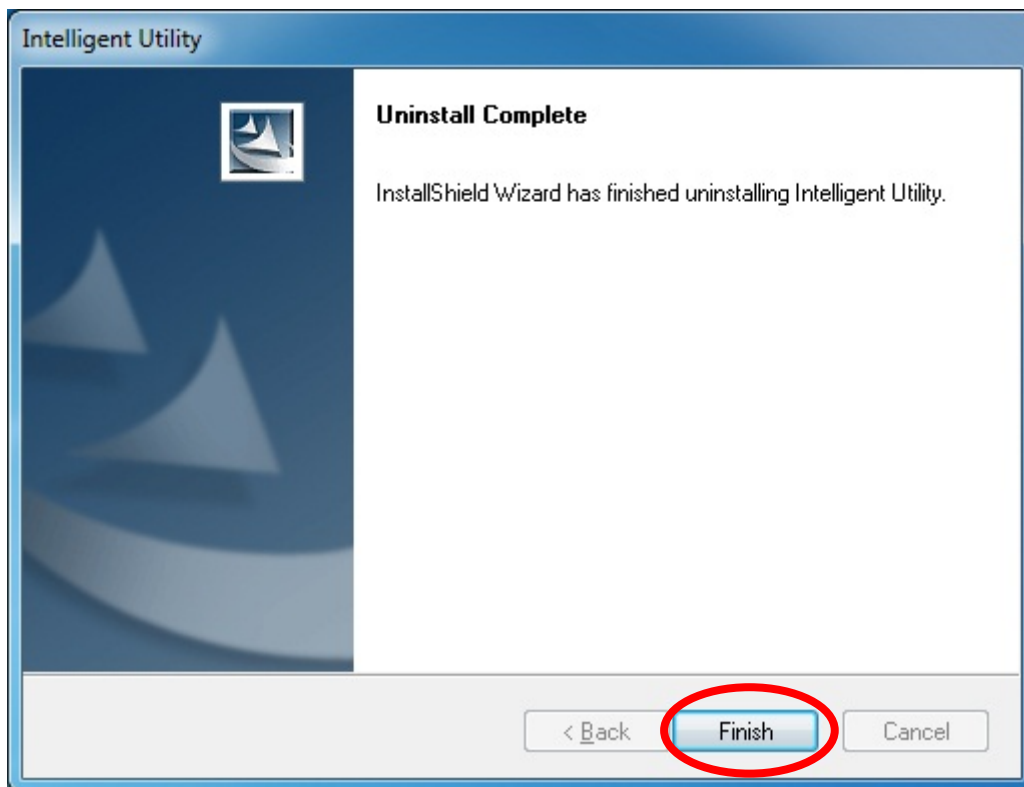 Intelligent Utility
Uninstall Complete
InstallShield Wizard has finished uninstalling Intelligent Utility.
< Back
Finish
Cancel